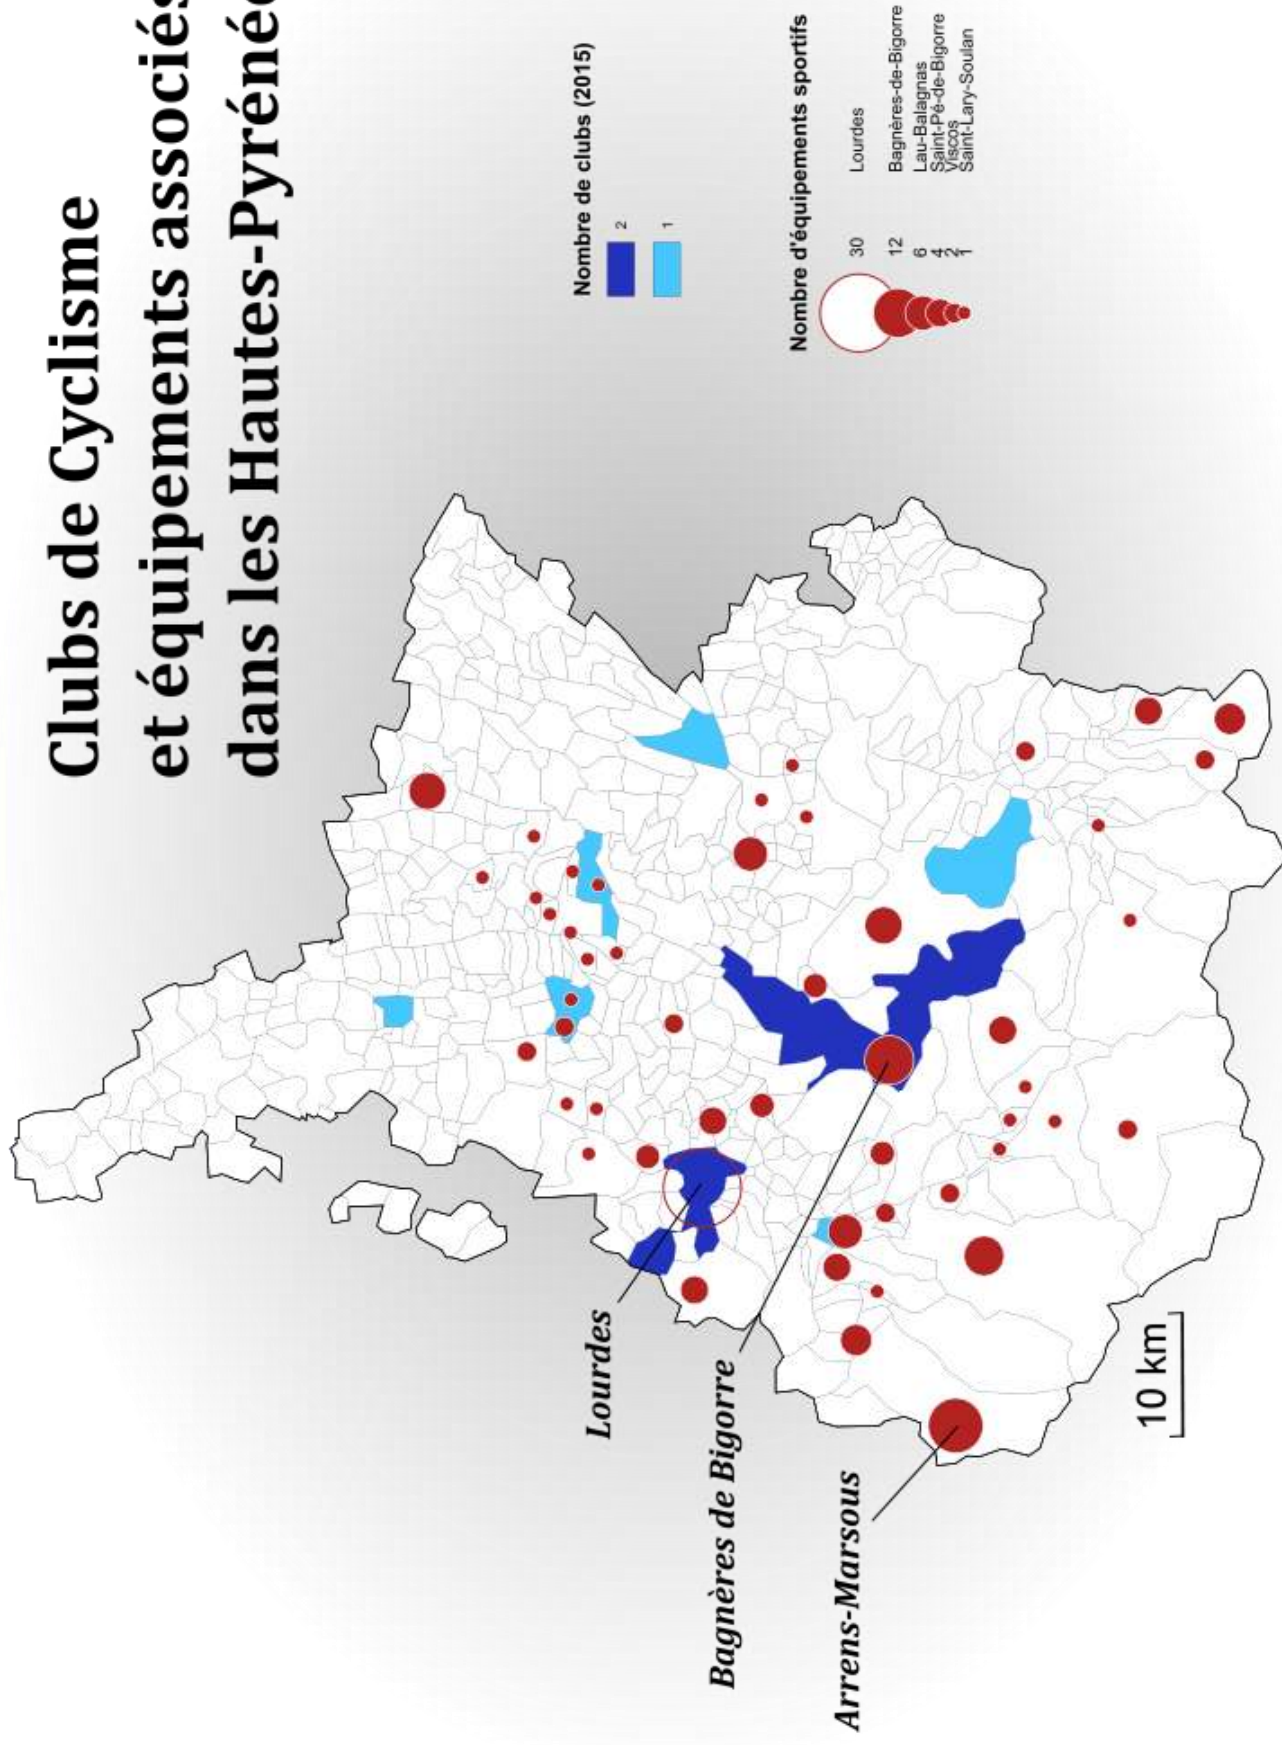 Clubs de Cyclisme
et équipements associés
dans les Hautes-Pyréné
Nombre de clubs (2015)
2
1
Nombre d'équipements sportifs
30 Lourdes
12 Bagnères-de-Bigorre
6 Lau-Balagnas
4 Saint-Pé-de-Bigorre
2 Viscos
1 Saint-Lary-Soulan
Lourdes
Bagnères de Bigorre
Arrens-Marsous
10 km